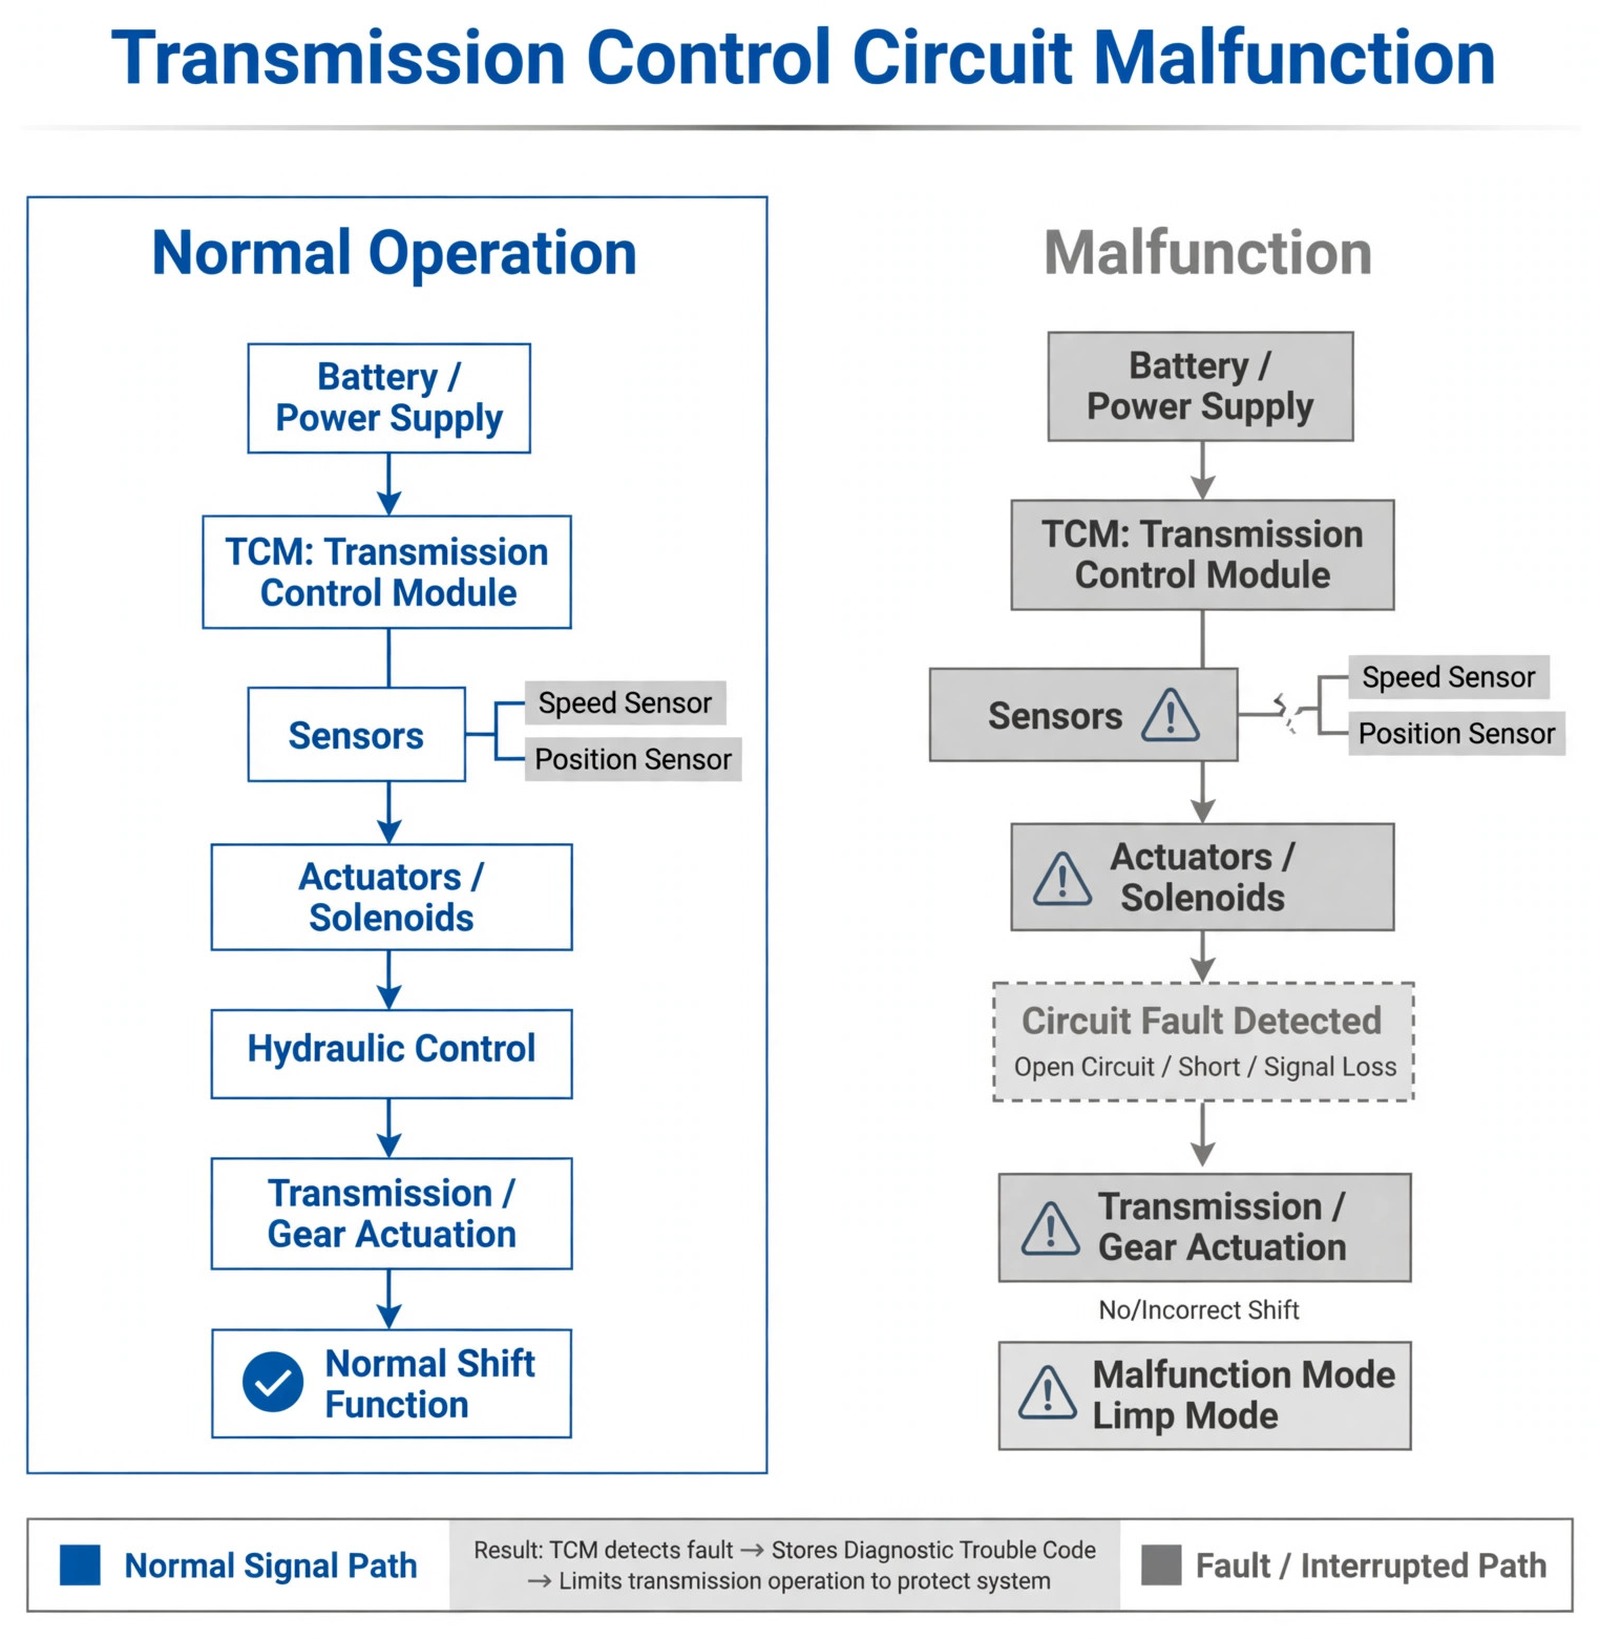 Transmission Control Circuit Malfunction
Normal Operation
Battery /
Power Supply
TCM: Transmission
Control Module
Sensors
Speed Sensor
Position Sensor
Actuators /
Solenoids
Hydraulic Control
Transmission /
Gear Actuation
Normal Shift
Function
Malfunction
Battery /
Power Supply
TCM: Transmission
Control Module
Sensors
Speed Sensor
Position Sensor
Actuators /
Solenoids
Circuit Fault Detected
Open Circuit / Short / Signal Loss
Transmission /
Gear Actuation
No/Incorrect Shift
Malfunction Mode
Limp Mode
Normal Signal Path
Result: TCM detects fault → Stores Diagnostic Trouble Code
→ Limits transmission operation to protect system
Fault / Interrupted Path